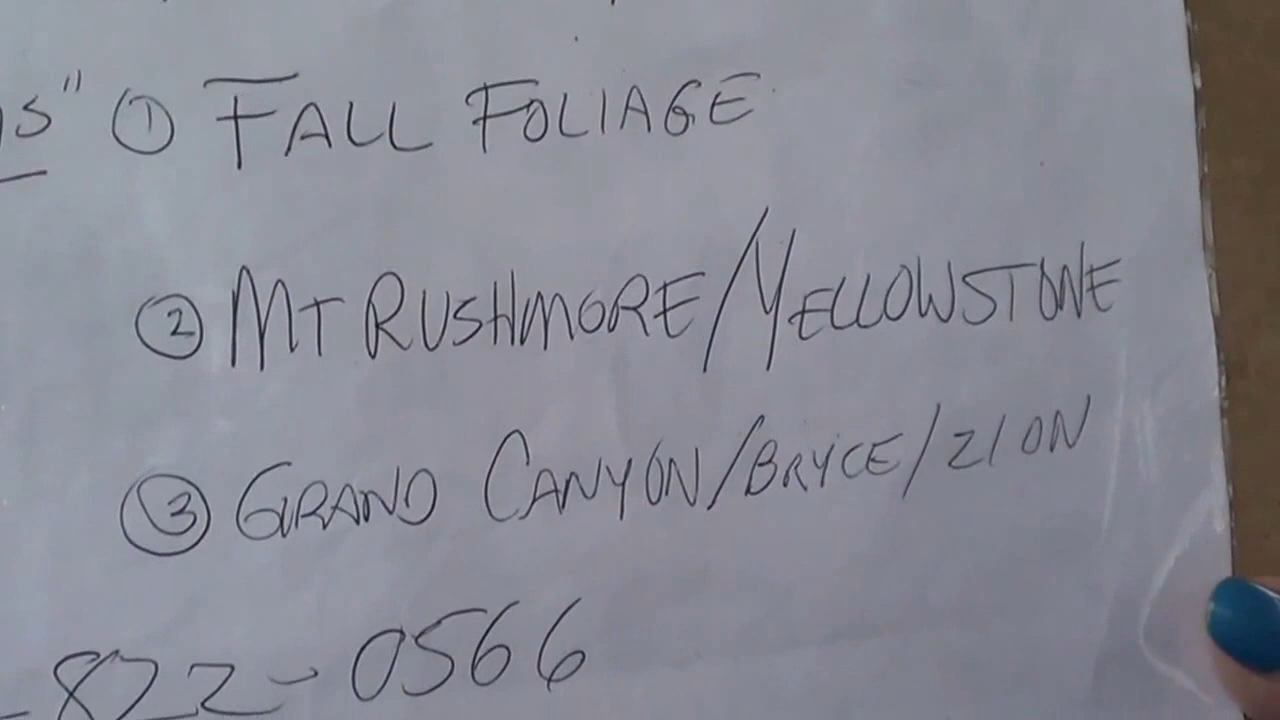 s" ① FALL FOLIAGE
② MT RUSHMORE/YELLOWSTONE
③ GRAND CANYON/BRYCE/ZION
-822-0566